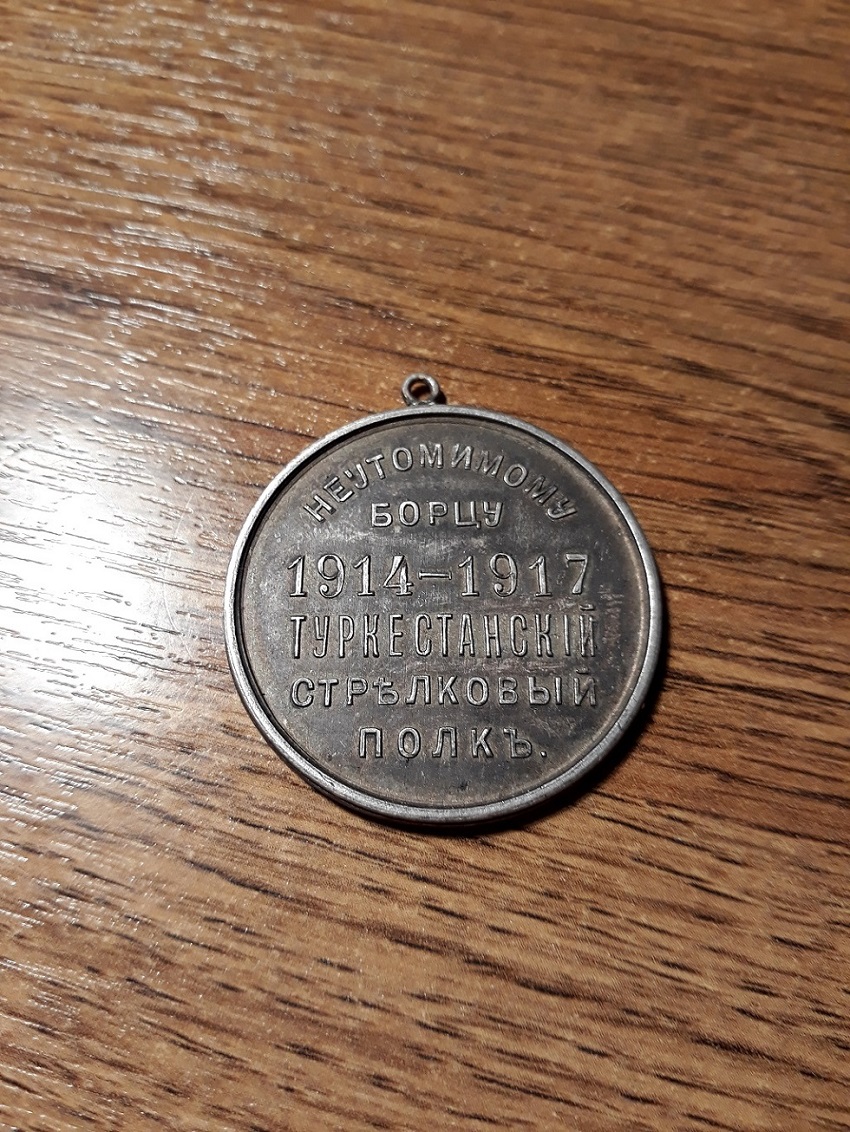 НЕУТОМИМОМУ
БОРЦУ
1914-1917
ТУРКЕСТАНСКІЙ
СТРѢЛКОВЫЙ
ПОЛКЪ.